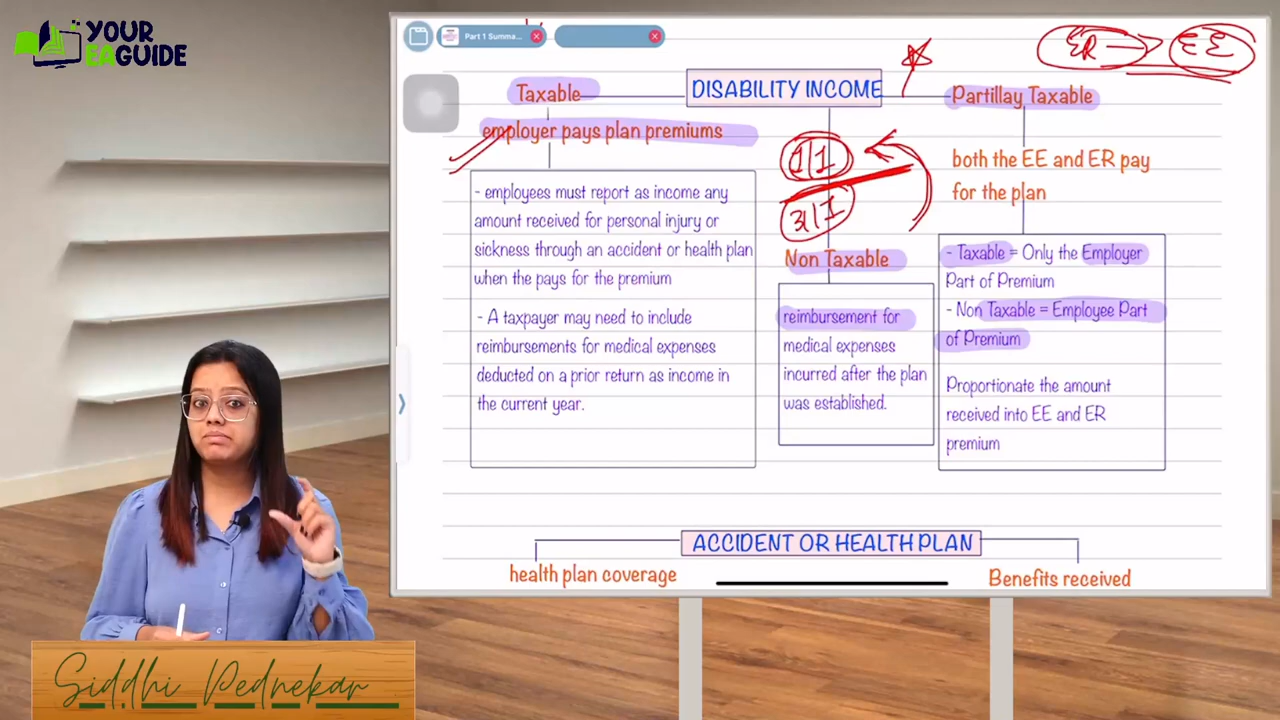 YOUR
EAGUIDE
Part 1 Summa...
ER → EE
DISABILITY INCOME
Taxable
employer pays plan premiums
- employees must report as income any
amount received for personal injury or
sickness through an accident or health plan
when the pays for the premium
- A taxpayer may need to include
reimbursements for medical expenses
deducted on a prior return as income in
the current year.
1|1
3|1
Non Taxable
reimbursement for
medical expenses
incurred after the plan
was established.
Partillay Taxable
both the EE and ER pay
for the plan
- Taxable = Only the Employer
Part of Premium
- Non Taxable = Employee Part
of Premium
Proportionate the amount
received into EE and ER
premium
ACCIDENT OR HEALTH PLAN
health plan coverage
Benefits received
Siddhi Pednekar